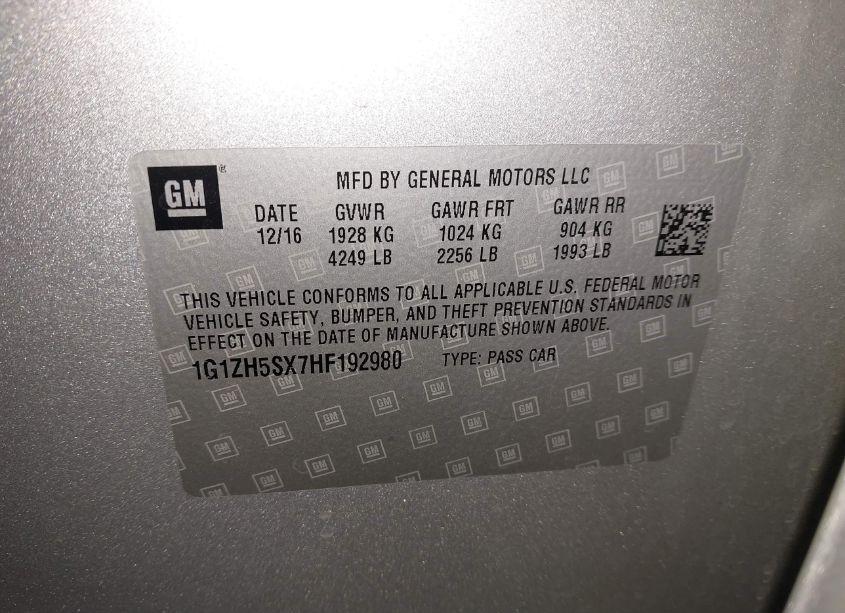 GM
MFD BY GENERAL MOTORS LLC
DATE GVWR GAWR FRT GAWR RR
12/16 1928 KG 1024 KG 904 KG
4249 LB 2256 LB 1993 LB
THIS VEHICLE CONFORMS TO ALL APPLICABLE U.S. FEDERAL MOTOR
VEHICLE SAFETY, BUMPER, AND THEFT PREVENTION STANDARDS IN
EFFECT ON THE DATE OF MANUFACTURE SHOWN ABOVE.
1G1ZH5SX7HF192980 TYPE: PASS CAR